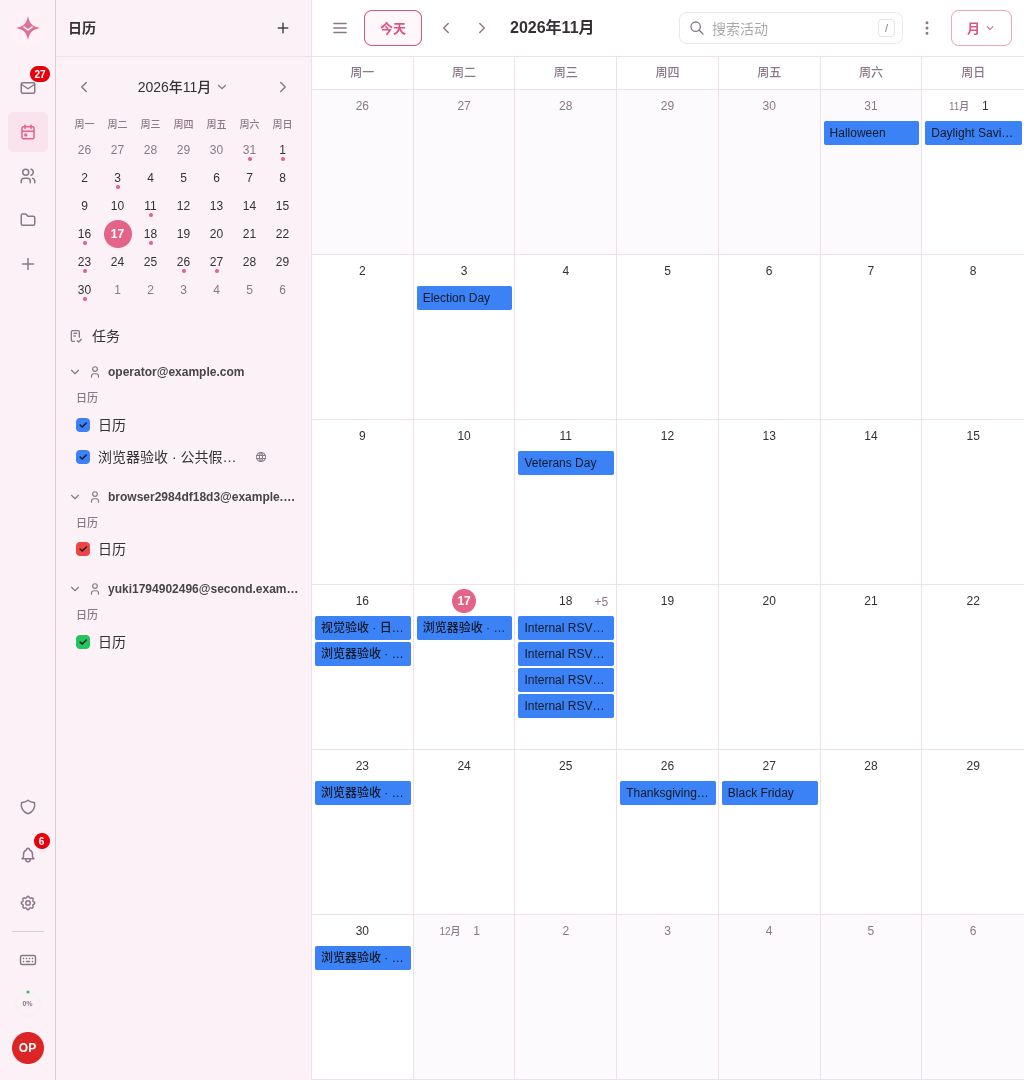 日历
今天
2026年11月
搜索活动
/
月
27
2026年11月
周一 周二 周三 周四 周五 周六 周日
26 27 28 29 30 31 1
2 3 4 5 6 7 8
9 10 11 12 13 14 15
16 17 18 19 20 21 22
23 24 25 26 27 28 29
30 1 2 3 4 5 6
任务
operator@example.com
日历
日历
浏览器验收 · 公共假…
browser2984df18d3@example.…
日历
日历
yuki1794902496@second.exam…
日历
日历
6
0%
OP
周一 周二 周三 周四 周五 周六 周日
26 27 28 29 30 31 11月 1
Halloween Daylight Savi…
2 3 4 5 6 7 8
Election Day
9 10 11 12 13 14 15
Veterans Day
16 17 18 +5 19 20 21 22
视觉验收 · 日… 浏览器验收 · … Internal RSV…
浏览器验收 · … Internal RSV…
Internal RSV…
Internal RSV…
23 24 25 26 27 28 29
浏览器验收 · … Thanksgiving… Black Friday
30 12月 1 2 3 4 5 6
浏览器验收 · …